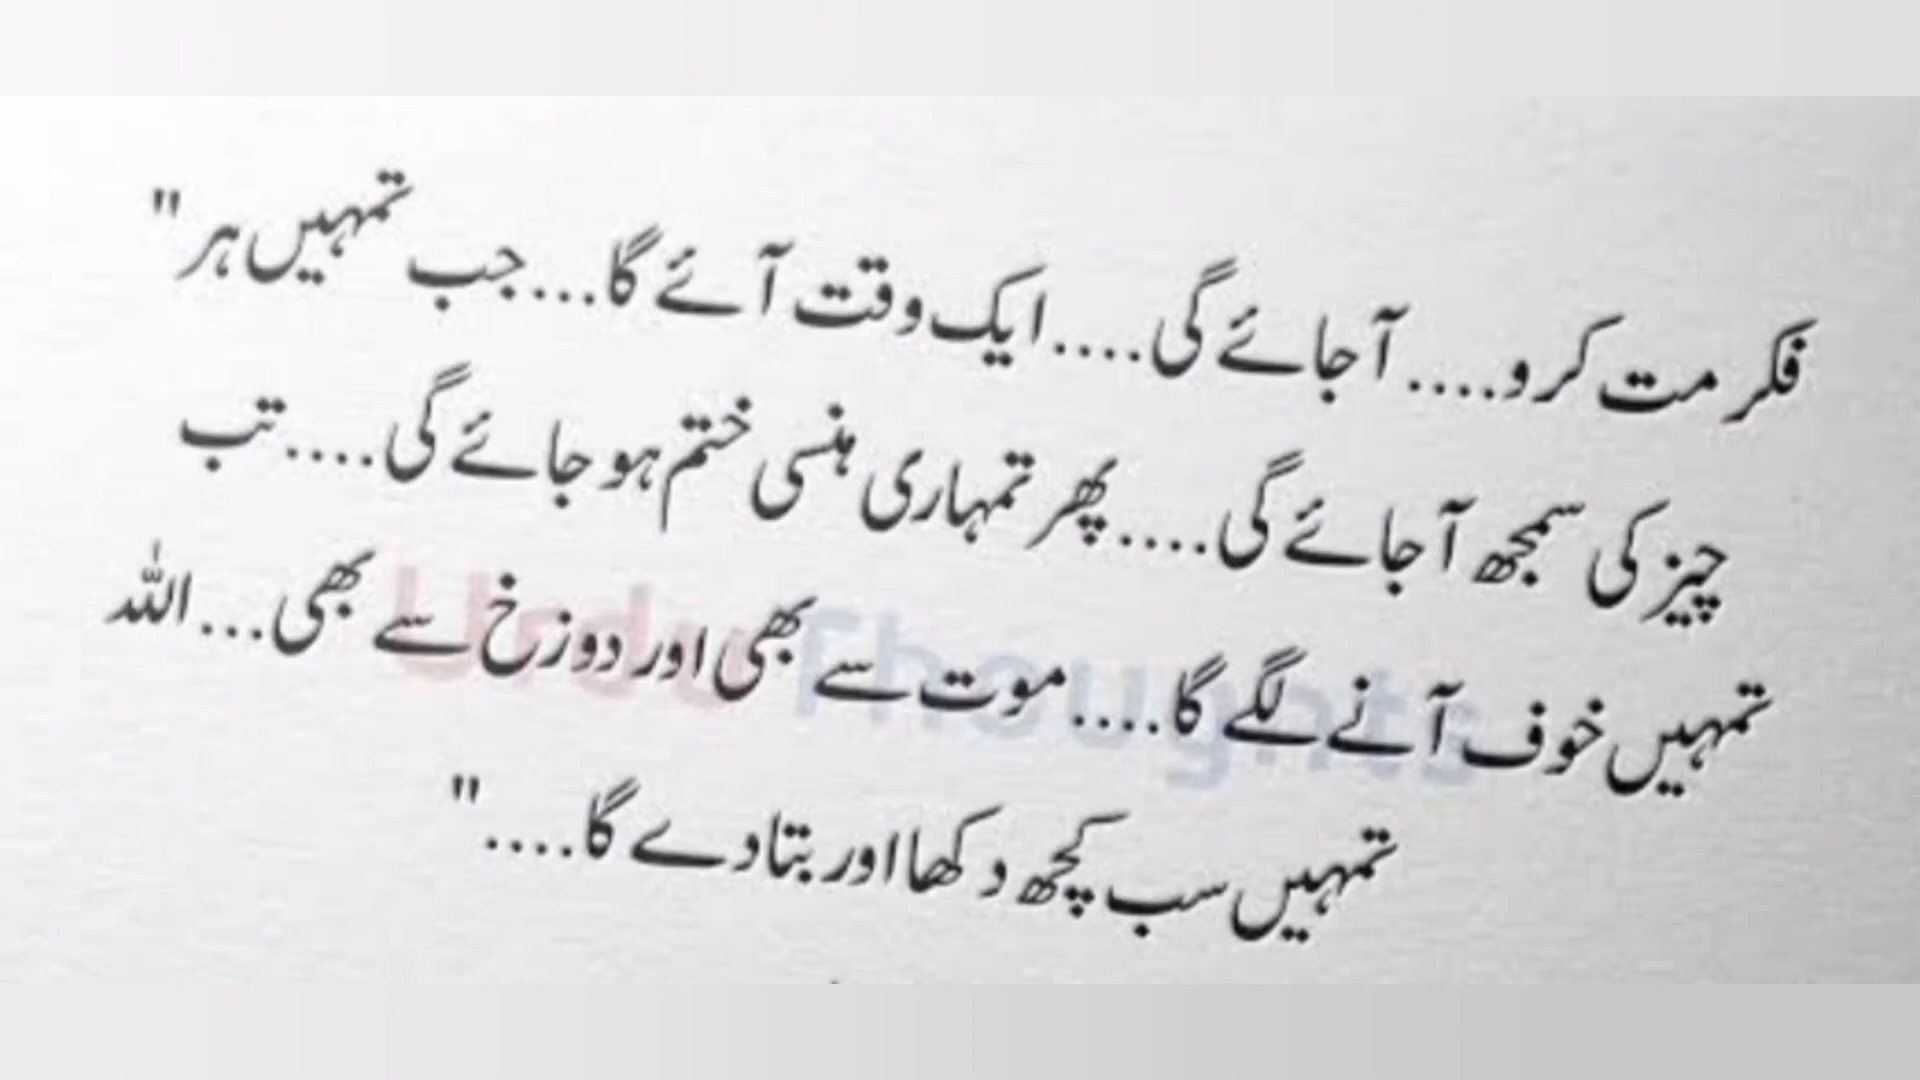 فکر مت کرو.... آجائے گی.... ایک وقت آئے گا... جب تمہیں ہر "
چیز کی سمجھ آجائے گی.... پھر تمہاری ہنسی ختم ہو جائے گی.... تب
تمہیں خوف آنے لگے گا.... موت سے بھی اور دوزخ سے بھی... اللہ
تمہیں سب کچھ دکھا اور بتا دے گا.... "
Urdu Thoughts